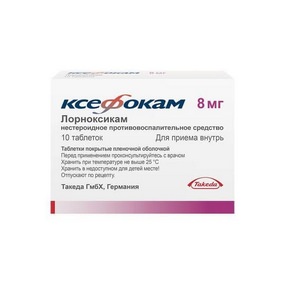 ксефокам 8 мг
Лорноксикам
нестероидное противовоспалительное средство
10 таблеток Для приема внутрь
Таблетки покрытые пленочной оболочкой
Перед применением проконсультируйтесь с врачом
Хранить при температуре не выше 25 °С
Хранить в недоступном для детей месте!
Отпускают по рецепту.
Такеда ГмбХ, Германия
Takeda